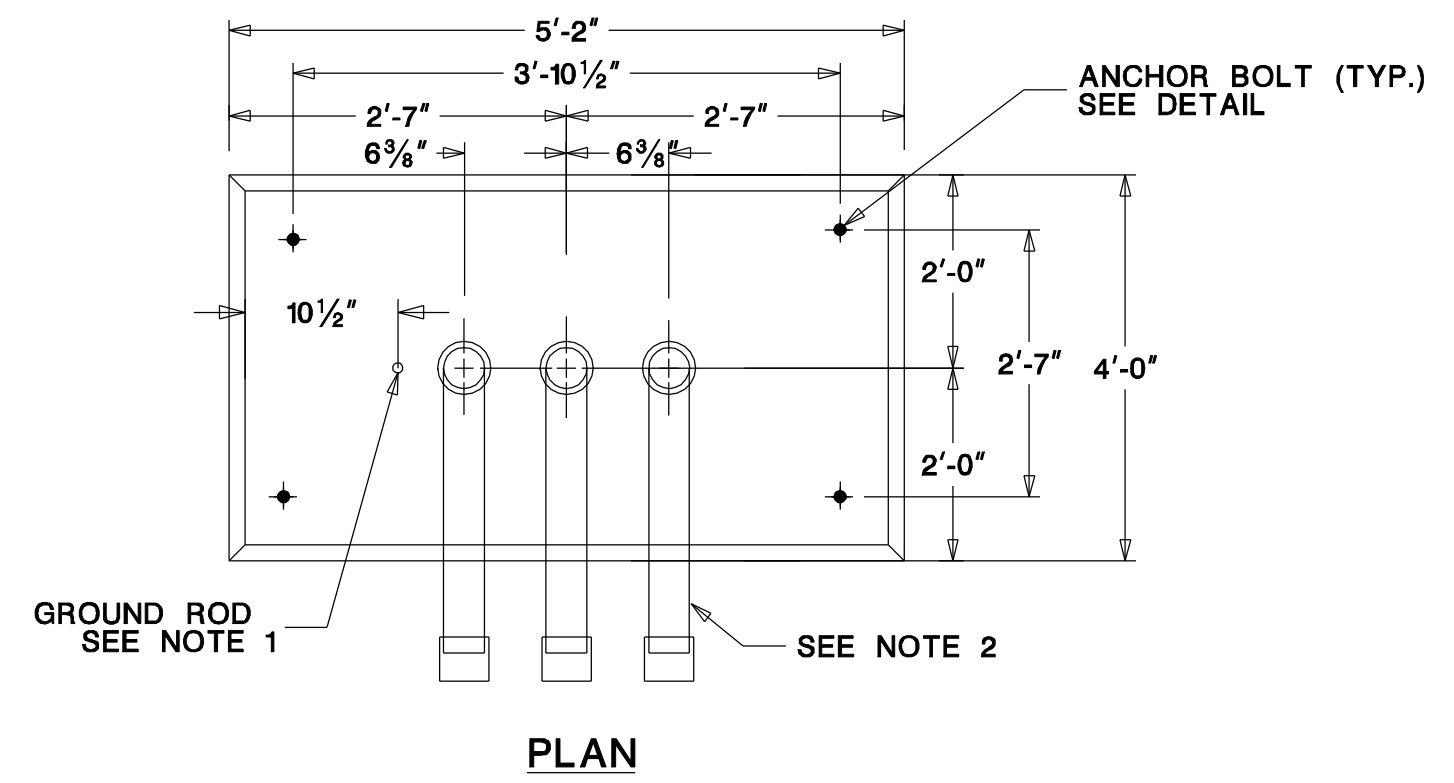 5'-2"
3'-10½"
ANCHOR BOLT (TYP.)
SEE DETAIL
2'-7"
2'-7"
6⅜"
6⅜"
2'-0"
10½"
2'-7"
4'-0"
2'-0"
GROUND ROD
SEE NOTE 1
SEE NOTE 2
PLAN